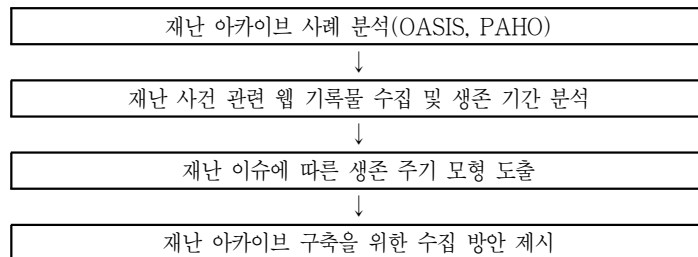 재난 아카이브 사례 분석(OASIS, PAHO)
↓
재난 사건 관련 웹 기록물 수집 및 생존 기간 분석
↓
재난 이슈에 따른 생존 주기 모형 도출
↓
재난 아카이브 구축을 위한 수집 방안 제시